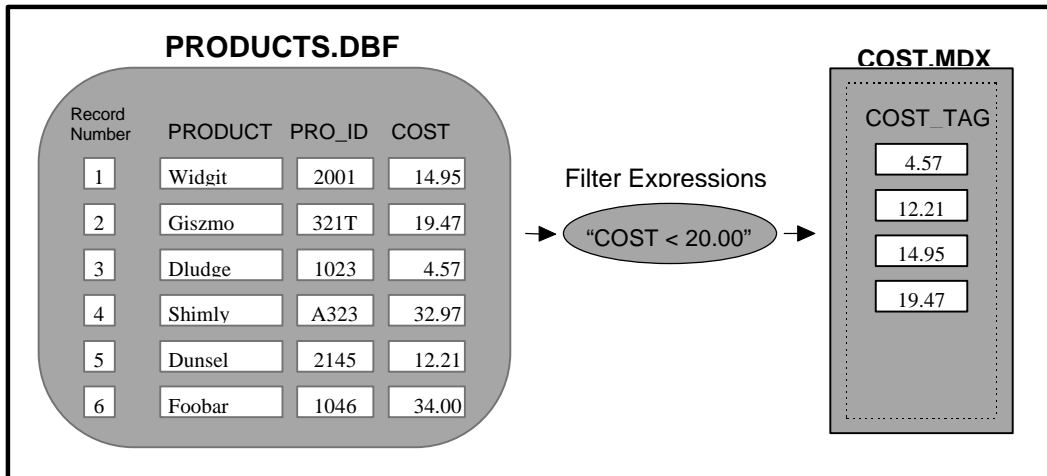 PRODUCTS.DBF
Record
Number
PRODUCT PRO_ID COST
1 Widgit 2001 14.95
2 Giszmo 321T 19.47
3 Dludge 1023 4.57
4 Shimly A323 32.97
5 Dunsel 2145 12.21
6 Foobar 1046 34.00
Filter Expressions
“COST < 20.00”
COST.MDX
COST_TAG
4.57
12.21
14.95
19.47